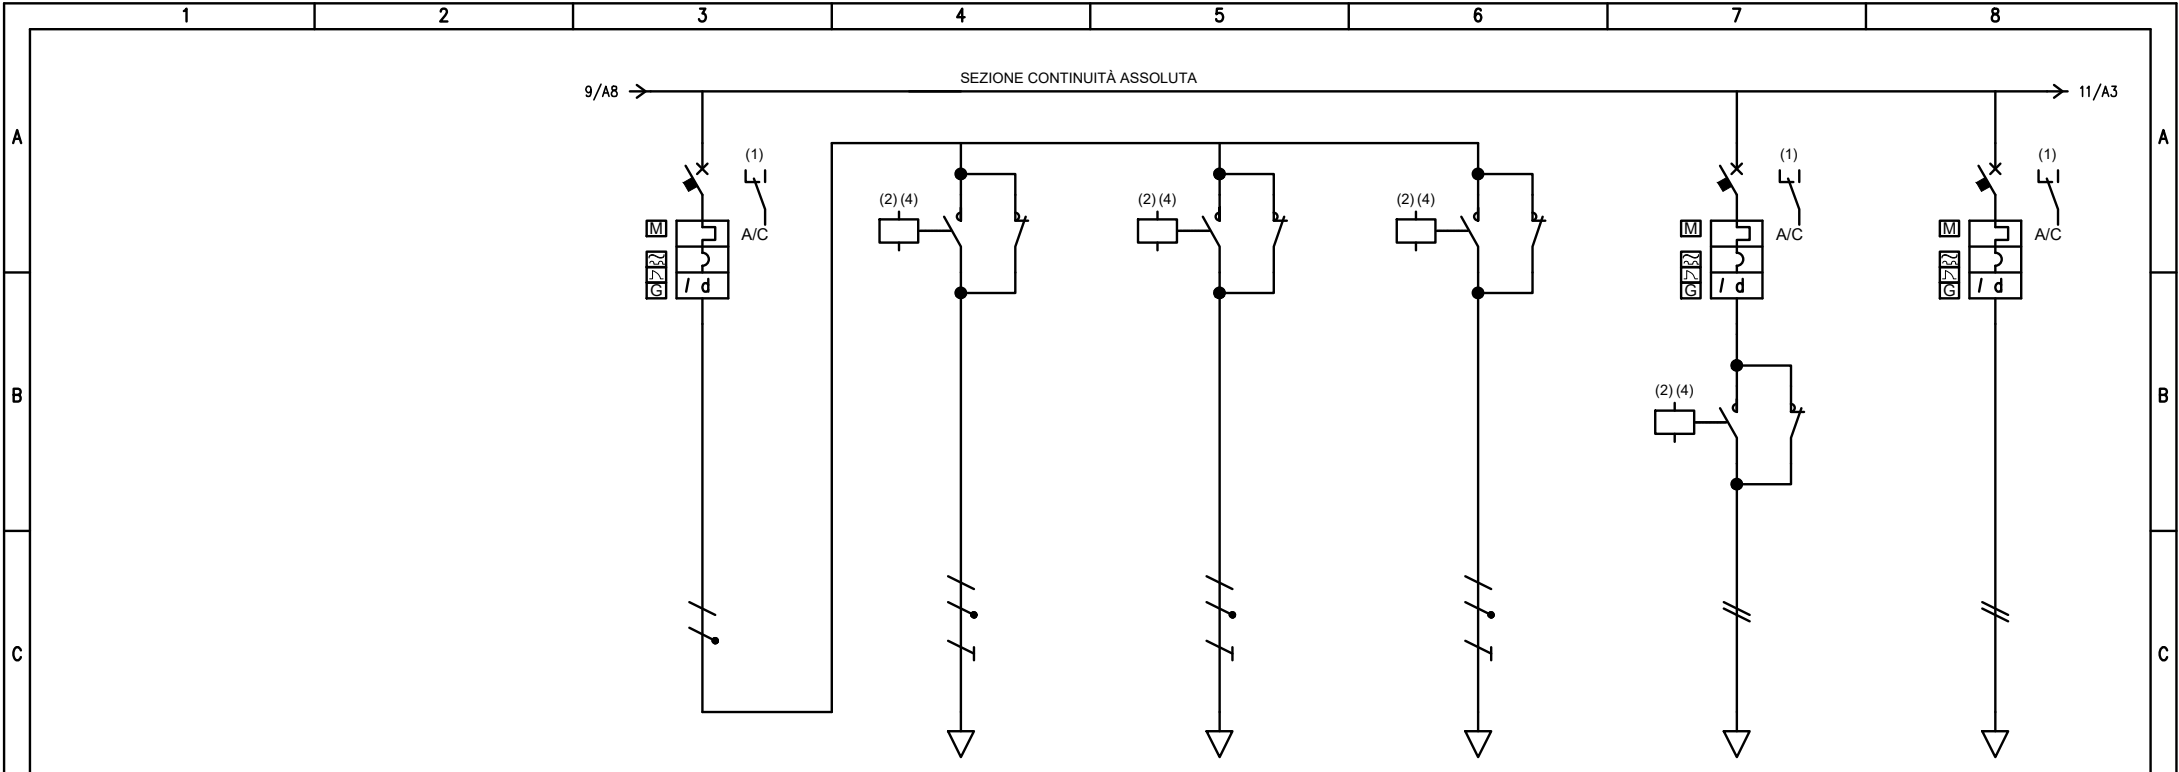 1 2 3 4 5 6 7 8
SEZIONE CONTINUITÀ ASSOLUTA
9/A8 11/A3
A A
(1) (1) (1)
(2) (4) (2) (4) (2) (4)
M A/C M A/C M A/C
G I d G I d G I d
(2) (4)
B B
C C